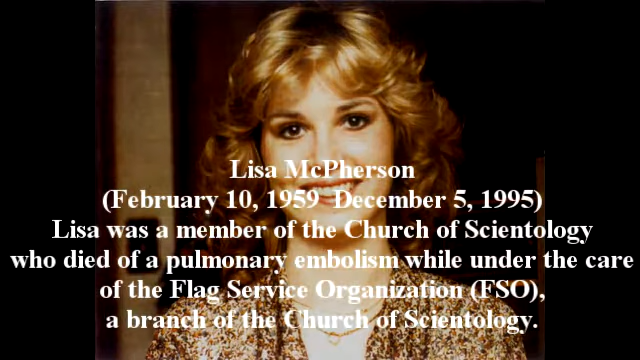 Lisa McPherson
(February 10, 1959  December 5, 1995)
Lisa was a member of the Church of Scientology
who died of a pulmonary embolism while under the care
of the Flag Service Organization (FSO),
a branch of the Church of Scientology.